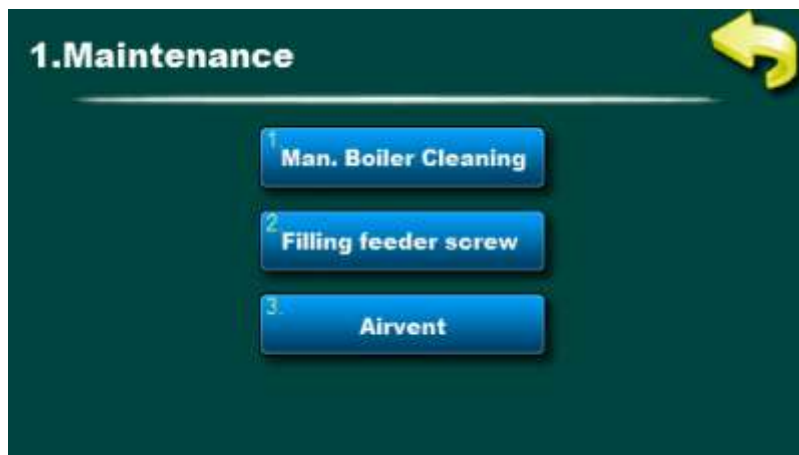 1.Maintenance
1
Man. Boiler Cleaning
2
Filling feeder screw
3.
Airvent